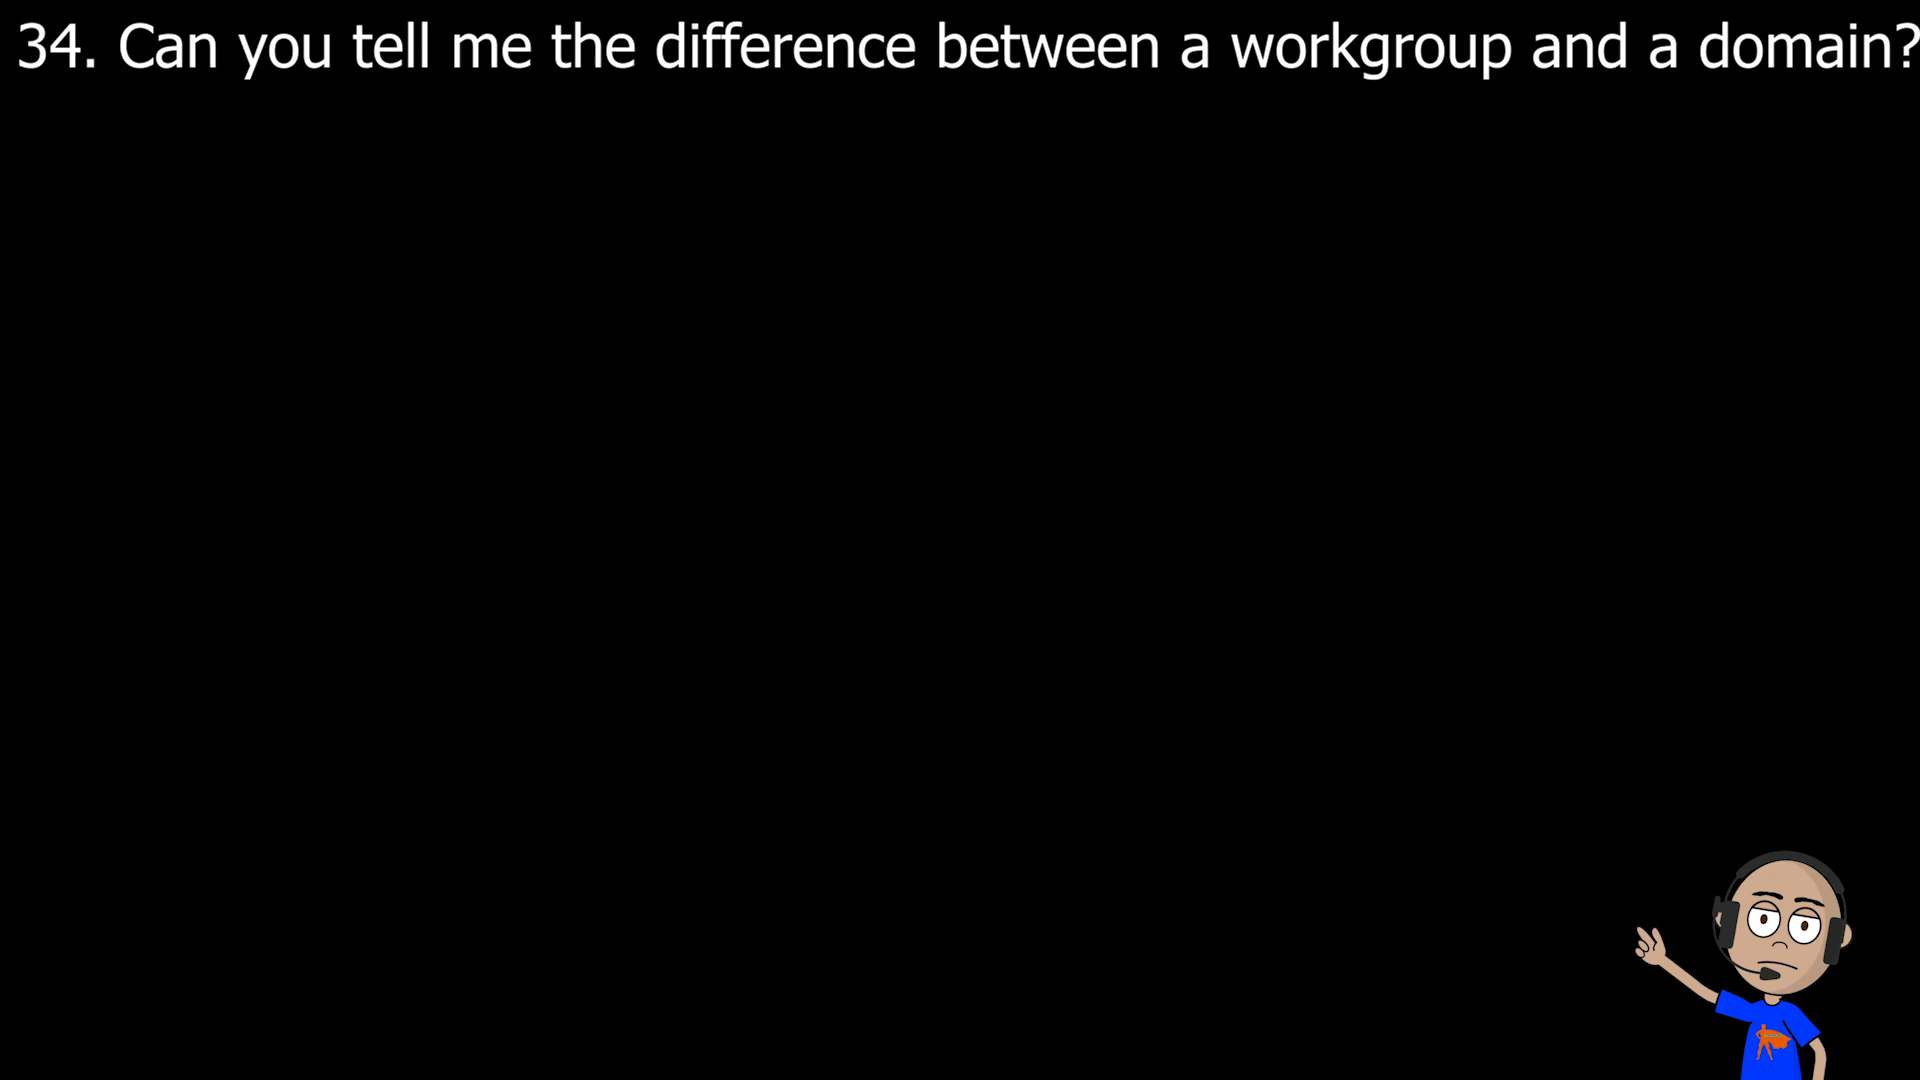 34. Can you tell me the difference between a workgroup and a domain?